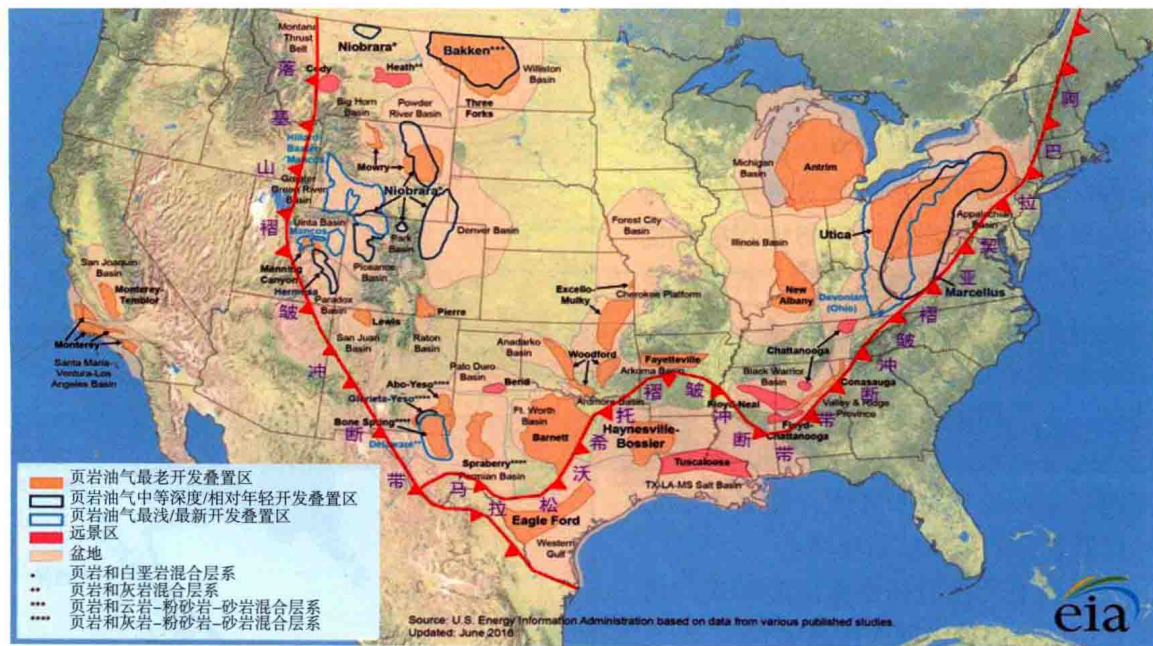 Montana
Thrust
Belt
Niobrara*
Bakken***
Cody
Heath**
Williston
Basin
Big Horn
Basin
Powder
River Basin
Three
Forks
Hilliard
Baxter
Mancos
Mowry
Greater
Green River
Basin
Niobrara*
Uinta Basin
Mancos
Park
Basin
Denver Basin
Manning
Canyon
Piceance
Basin
Hermosa
Paradox
Basin
San Joaquin
Basin
Monterey-
Temblor
Monterey
Santa Maria-
Ventura-Los
Angeles Basin
Lewis
San Juan
Basin
Pierre
Raton
Basin
Michigan
Basin
Antrim
Forest City
Basin
Illinois Basin
Utica
Appalachian
Basin
Excello-
Mulky
Cherokee Platform
New
Albany
Devonian
(Ohio)
Marcellus
Anadarko
Basin
Woodford
Fayetteville
Arkoma Basin
Chattanooga
Palo Duro
Basin
Bend
Ardmore Basin
Black Warrior
Basin
Conasauga
Abo-Yeso****
Glorieta-Yeso****
Floyd-Neal
Valley & Ridge
Province
Bone Spring****
Delaware**
Ft. Worth
Basin
Barnett
Haynesville-
Bossier
Floyd-
Chattanooga
Spraberry****
Permian Basin
Tuscaloosa
TX-LA-MS Salt Basin
Eagle Ford
Western
Gulf
落基山褶皱冲断带
马拉松沃希托褶皱冲断带
阿巴拉契亚褶皱冲断带
页岩油气最老开发叠置区
页岩油气中等深度/相对年轻开发叠置区
页岩油气最浅/最新开发叠置区
远景区
盆地
* 页岩和白垩岩混合层系
** 页岩和灰岩混合层系
*** 页岩和云岩-粉砂岩-砂岩混合层系
**** 页岩和灰岩-粉砂岩-砂岩混合层系
Source: U.S. Energy Information Administration based on data from various published studies.
Updated: June 2016
eia